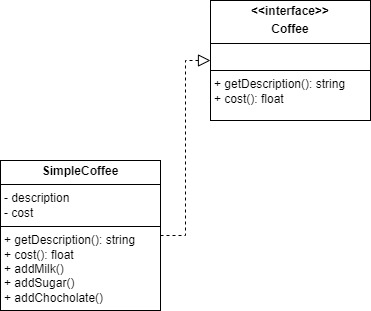 <<interface>>
Coffee
+ getDescription(): string
+ cost(): float
SimpleCoffee
- description
- cost
+ getDescription(): string
+ cost(): float
+ addMilk()
+ addSugar()
+ addChocholate()